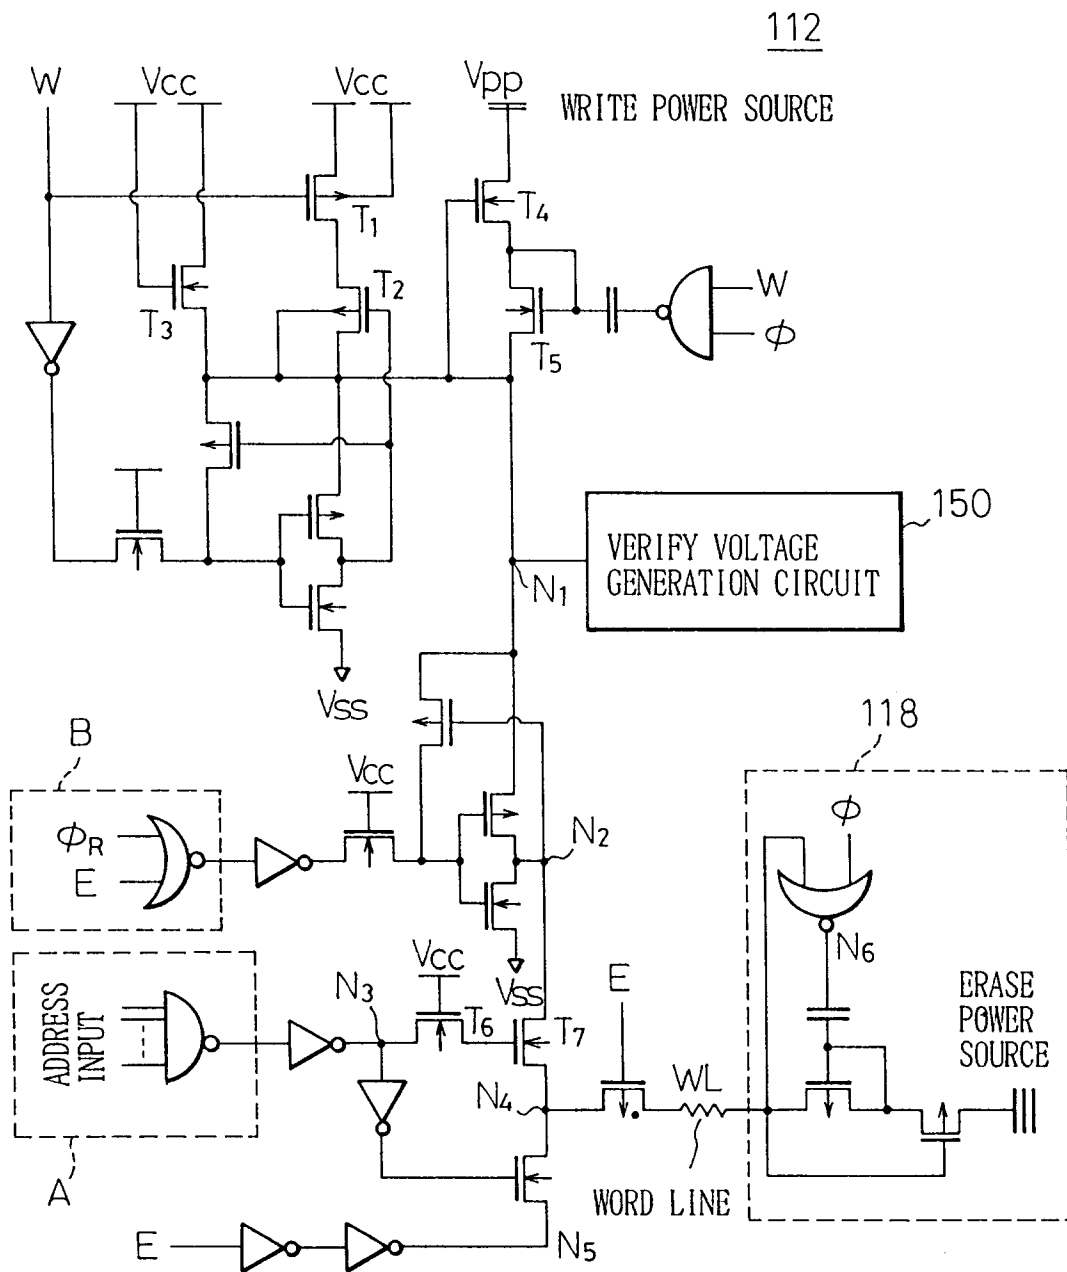 112
W
Vcc
Vcc
Vpp
WRITE POWER SOURCE
T1
T4
T2
T3
W
φ
T5
150
VERIFY VOLTAGE
GENERATION CIRCUIT
N1
Vss
118
B
Vcc
φ
φR
E
N2
N6
Vss
Vcc
E
ERASE
POWER
SOURCE
ADDRESS
INPUT
N3
T6
T7
WL
N4
A
WORD LINE
E
N5